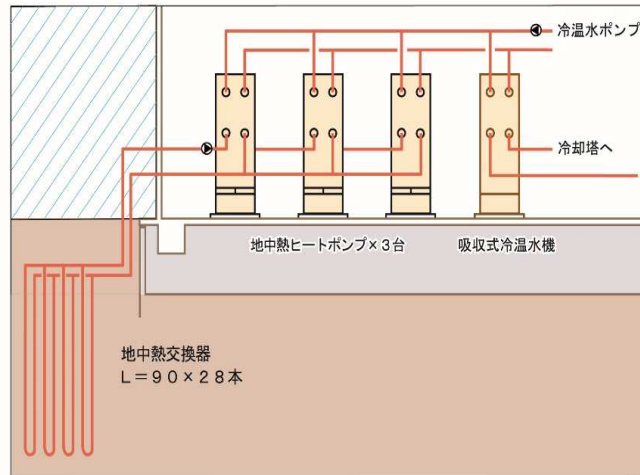 冷温水ポンプ
冷却塔へ
地中熱ヒートポンプ×3台
吸収式冷温水機
地中熱交換器
L=90×28本